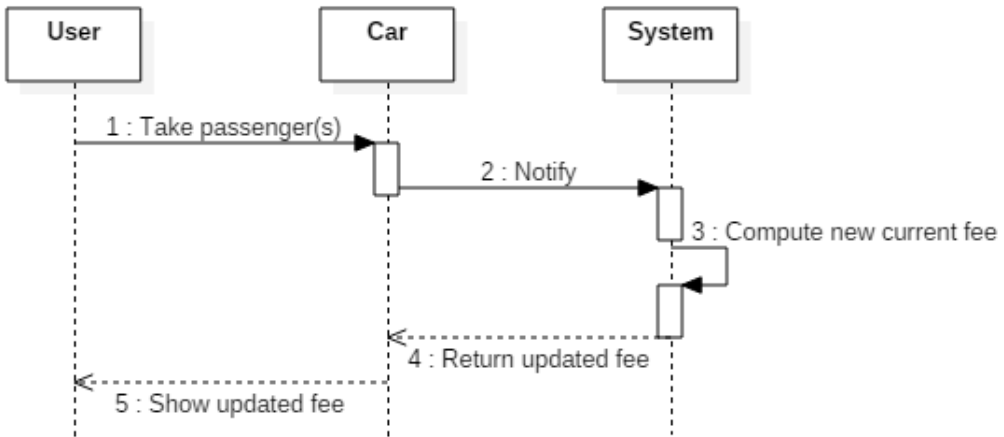 User
Car
System
1 : Take passenger(s)
2 : Notify
3 : Compute new current fee
4 : Return updated fee
5 : Show updated fee